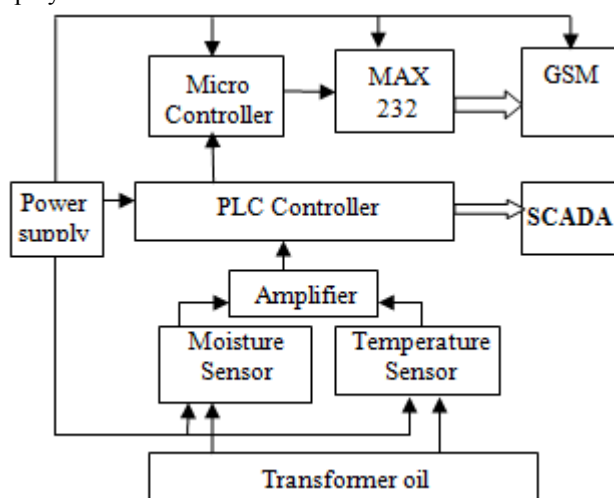 Micro
Controller
MAX
232
GSM
Power
supply
PLC Controller
SCADA
Amplifier
Moisture
Sensor
Temperature
Sensor
Transformer oil